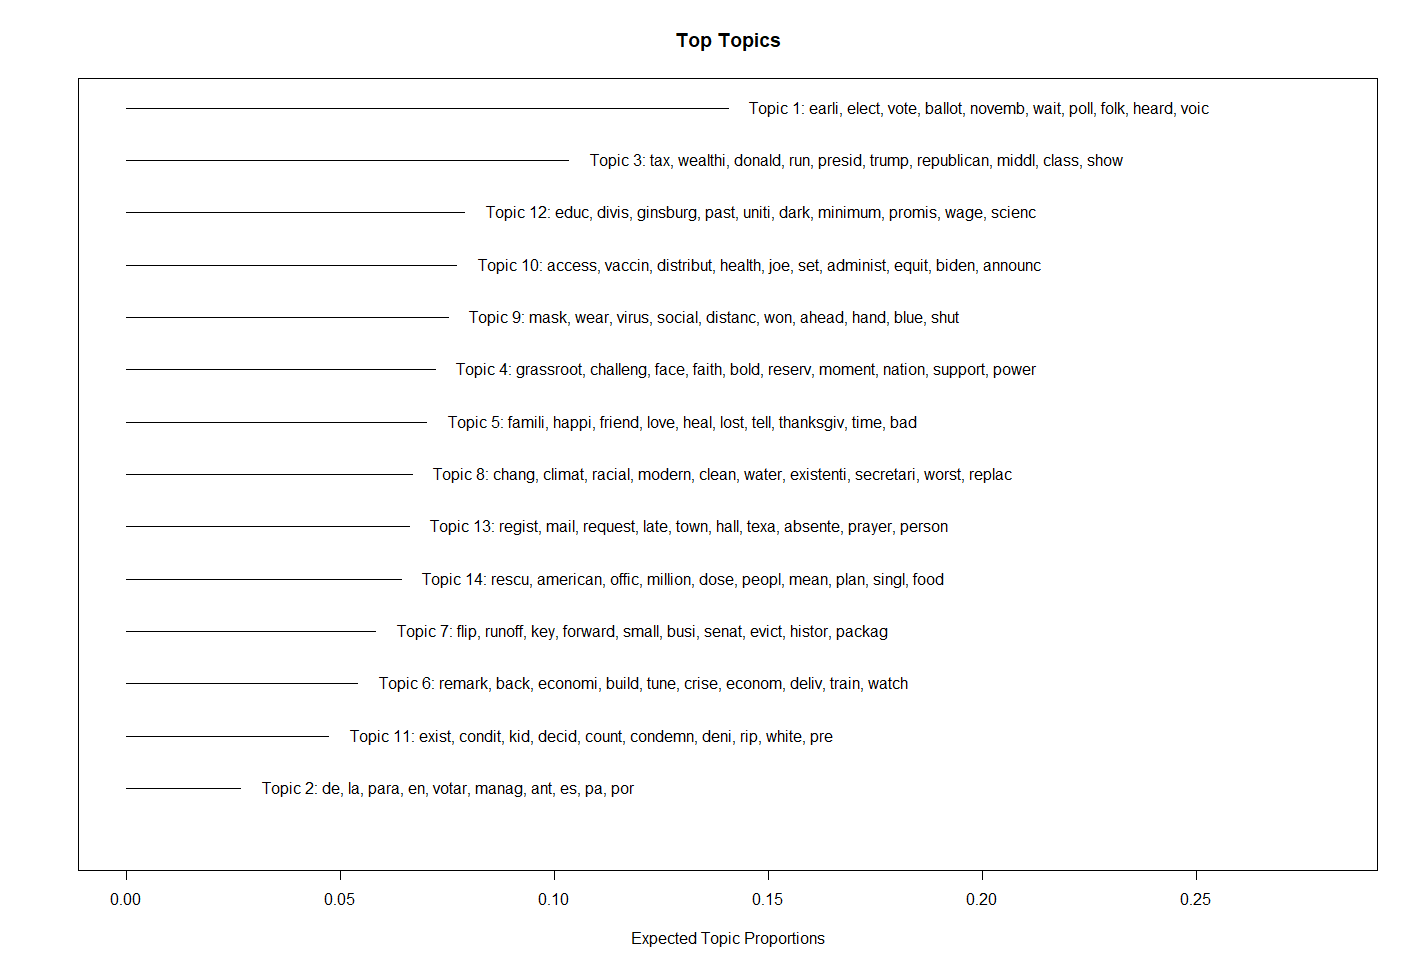 Top Topics
Topic 1: earli, elect, vote, ballot, novemb, wait, poll, folk, heard, voic
Topic 3: tax, wealthi, donald, run, presid, trump, republican, middl, class, show
Topic 12: educ, divis, ginsburg, past, uniti, dark, minimum, promis, wage, scienc
Topic 10: access, vaccin, distribut, health, joe, set, administ, equit, biden, announc
Topic 9: mask, wear, virus, social, distanc, won, ahead, hand, blue, shut
Topic 4: grassroot, challeng, face, faith, bold, reserv, moment, nation, support, power
Topic 5: famili, happi, friend, love, heal, lost, tell, thanksgiv, time, bad
Topic 8: chang, climat, racial, modern, clean, water, existenti, secretari, worst, replac
Topic 13: regist, mail, request, late, town, hall, texa, absente, prayer, person
Topic 14: rescu, american, offic, million, dose, peopl, mean, plan, singl, food
Topic 7: flip, runoff, key, forward, small, busi, senat, evict, histor, packag
Topic 6: remark, back, economi, build, tune, crise, econom, deliv, train, watch
Topic 11: exist, condit, kid, decid, count, condemn, deni, rip, white, pre
Topic 2: de, la, para, en, votar, manag, ant, es, pa, por
0.00 0.05 0.10 0.15 0.20 0.25
Expected Topic Proportions